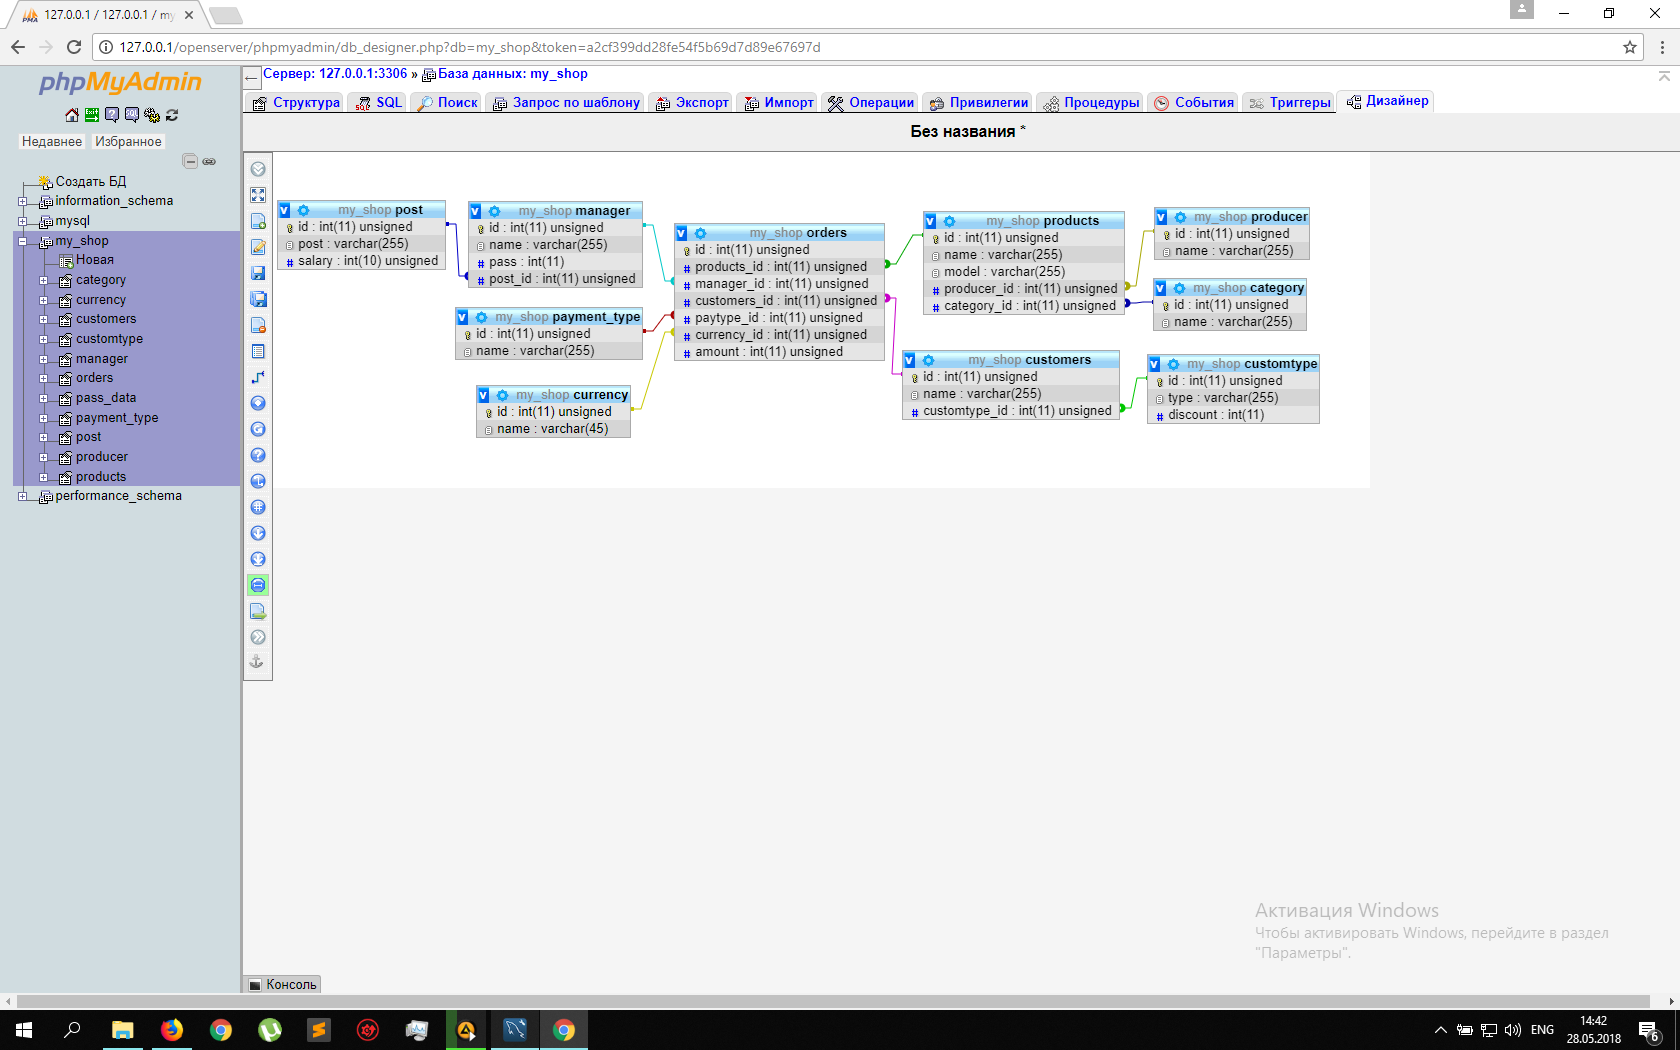 127.0.0.1 / 127.0.0.1 / my
127.0.0.1/openserver/phpmyadmin/db_designer.php?db=my_shop&token=a2cf399dd28fe54f5b69d7d89e67697d
phpMyAdmin
Недавнее Избранное
Создать БД
information_schema
mysql
my_shop
Новая
category
currency
customers
customtype
manager
orders
pass_data
payment_type
post
producer
products
performance_schema
Сервер: 127.0.0.1:3306 » База данных: my_shop
Структура SQL Поиск Запрос по шаблону Экспорт Импорт Операции Привилегии Процедуры События Триггеры Дизайнер
Без названия *
my_shop post
id : int(11) unsigned
post : varchar(255)
salary : int(10) unsigned
my_shop manager
id : int(11) unsigned
name : varchar(255)
pass : int(11)
post_id : int(11) unsigned
my_shop payment_type
id : int(11) unsigned
name : varchar(255)
my_shop currency
id : int(11) unsigned
name : varchar(45)
my_shop orders
id : int(11) unsigned
products_id : int(11) unsigned
manager_id : int(11) unsigned
customers_id : int(11) unsigned
paytype_id : int(11) unsigned
currency_id : int(11) unsigned
amount : int(11) unsigned
my_shop products
id : int(11) unsigned
name : varchar(255)
model : varchar(255)
producer_id : int(11) unsigned
category_id : int(11) unsigned
my_shop customers
id : int(11) unsigned
name : varchar(255)
customtype_id : int(11) unsigned
my_shop producer
id : int(11) unsigned
name : varchar(255)
my_shop category
id : int(11) unsigned
name : varchar(255)
my_shop customtype
id : int(11) unsigned
type : varchar(255)
discount : int(11)
Активация Windows
Чтобы активировать Windows, перейдите в раздел
"Параметры".
Консоль
ENG
14:42
28.05.2018
6